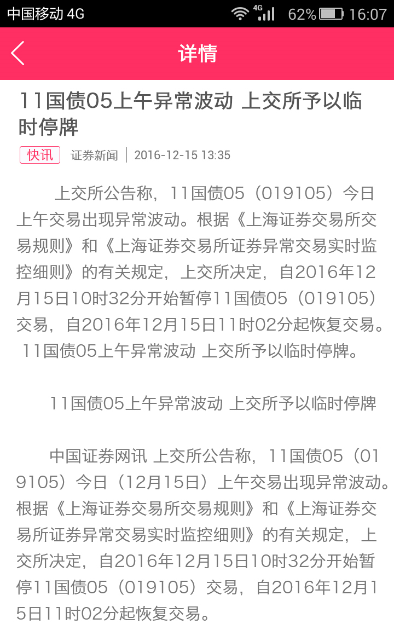 中国移动 4G 4G 62% 16:07
详情
11国债05上午异常波动 上交所予以临
时停牌
快讯 证券新闻 2016-12-15 13:35
上交所公告称，11国债05（019105）今日
上午交易出现异常波动。根据《上海证券交易所交
易规则》和《上海证券交易所证券异常交易实时监
控细则》的有关规定，上交所决定，自2016年12
月15日10时32分开始暂停11国债05（019105）
交易，自2016年12月15日11时02分起恢复交易。
11国债05上午异常波动 上交所予以临时停牌。
11国债05上午异常波动 上交所予以临时停牌
中国证券网讯 上交所公告称，11国债05（01
9105）今日（12月15日）上午交易出现异常波动。
根据《上海证券交易所交易规则》和《上海证券交
易所证券异常交易实时监控细则》的有关规定，上
交所决定，自2016年12月15日10时32分开始暂
停11国债05（019105）交易，自2016年12月1
5日11时02分起恢复交易。